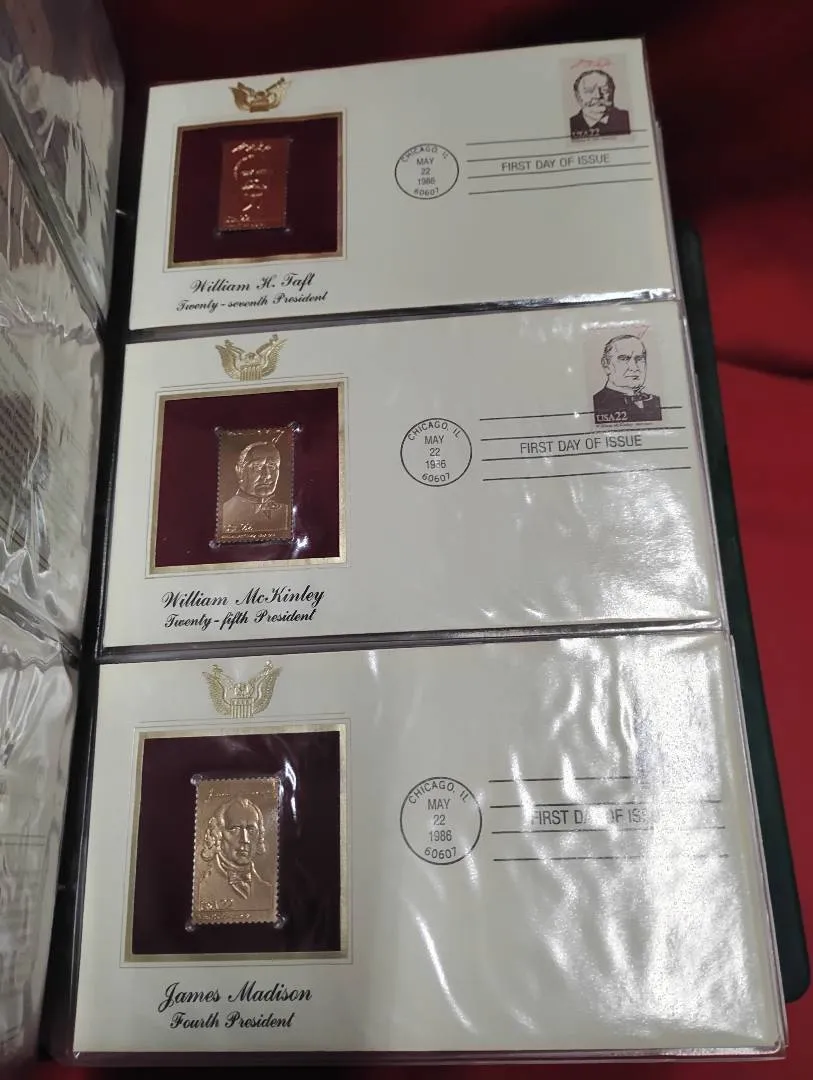 CHICAGO, IL
MAY
22
1986
60607
FIRST DAY OF ISSUE
USA 22
William H. Taft
Twenty-seventh President
CHICAGO, IL
MAY
22
1986
60607
FIRST DAY OF ISSUE
USA 22
William McKinley
Twenty-fifth President
CHICAGO, IL
MAY
22
1986
60607
FIRST DAY OF ISSUE
USA 22
James Madison
Fourth President